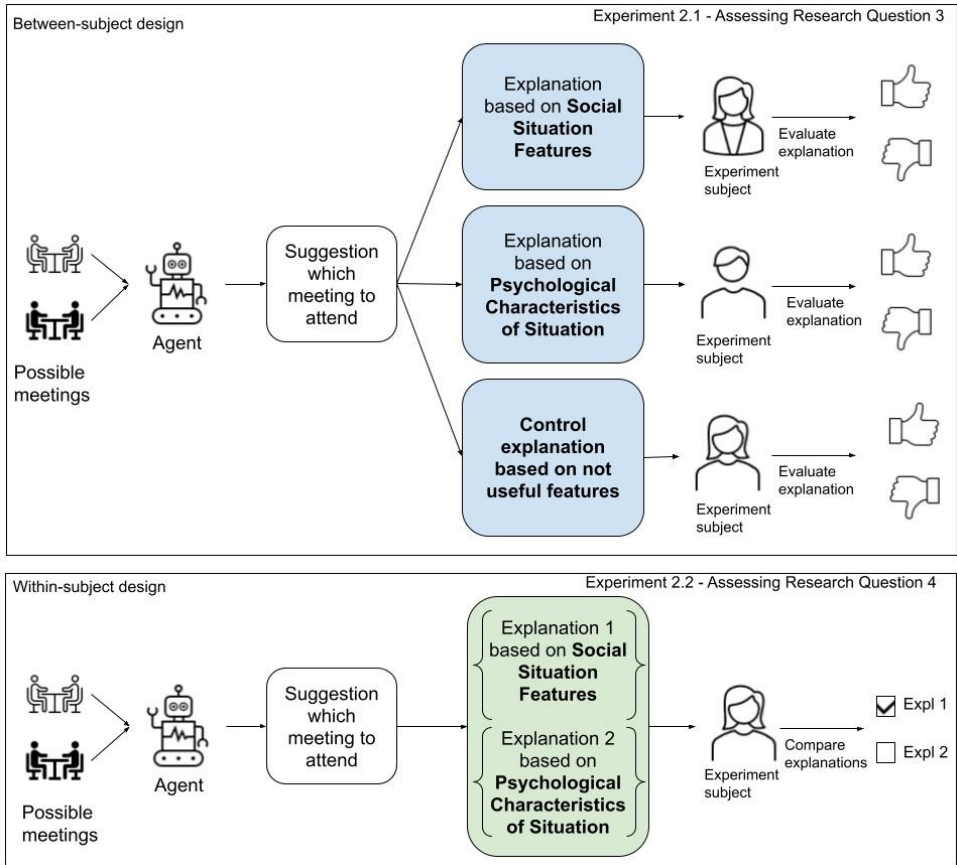 Between-subject design
Experiment 2.1 - Assessing Research Question 3
Possible
meetings
Agent
Suggestion
which
meeting to
attend
Explanation
based on Social
Situation
Features
Experiment
subject
Evaluate
explanation
Explanation
based on
Psychological
Characteristics
of Situation
Experiment
subject
Evaluate
explanation
Control
explanation
based on not
useful features
Experiment
subject
Evaluate
explanation
Within-subject design
Experiment 2.2 - Assessing Research Question 4
Possible
meetings
Agent
Suggestion
which
meeting to
attend
Explanation 1
based on Social
Situation
Features
Explanation 2
based on
Psychological
Characteristics
of Situation
Experiment
subject
Compare
explanations
Expl 1
Expl 2